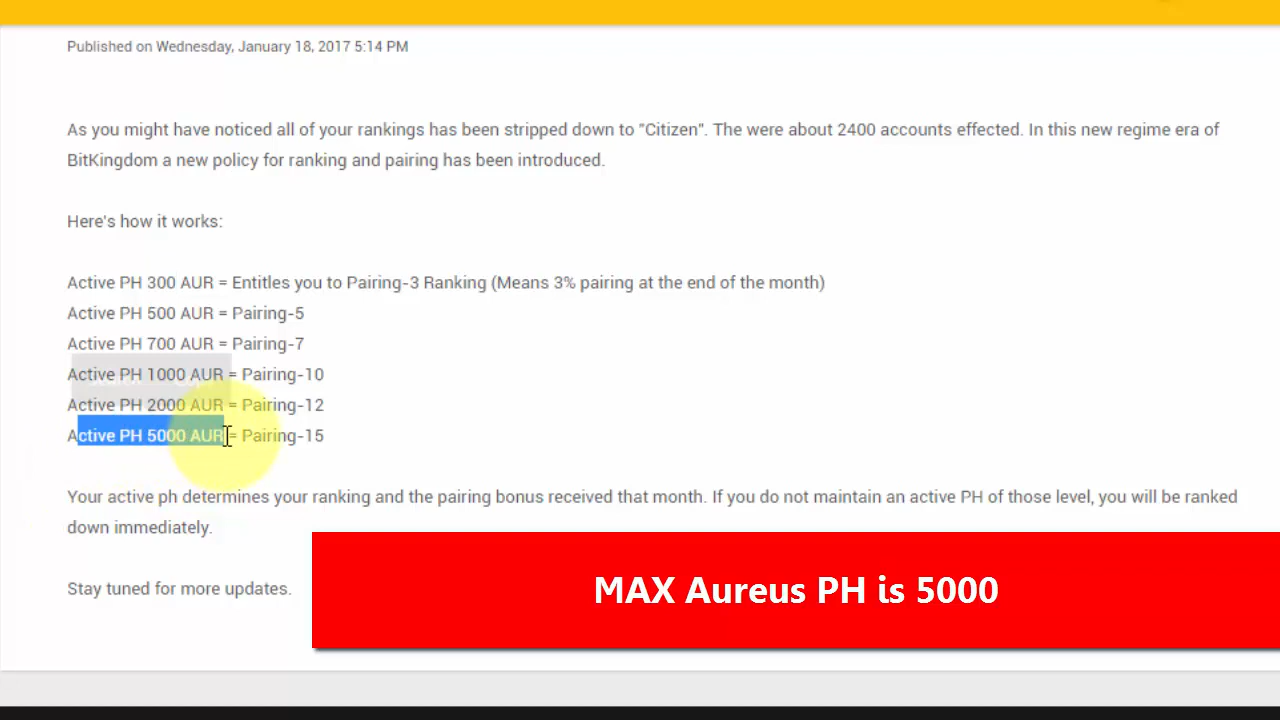 Published on Wednesday, January 18, 2017 5:14 PM
As you might have noticed all of your rankings has been stripped down to "Citizen". The were about 2400 accounts effected. In this new regime era of
BitKingdom a new policy for ranking and pairing has been introduced.
Here's how it works:
Active PH 300 AUR = Entitles you to Pairing-3 Ranking (Means 3% pairing at the end of the month)
Active PH 500 AUR = Pairing-5
Active PH 700 AUR = Pairing-7
Active PH 1000 AUR = Pairing-10
Active PH 2000 AUR = Pairing-12
Active PH 5000 AUR = Pairing-15
Your active ph determines your ranking and the pairing bonus received that month. If you do not maintain an active PH of those level, you will be ranked
down immediately.
Stay tuned for more updates.
MAX Aureus PH is 5000